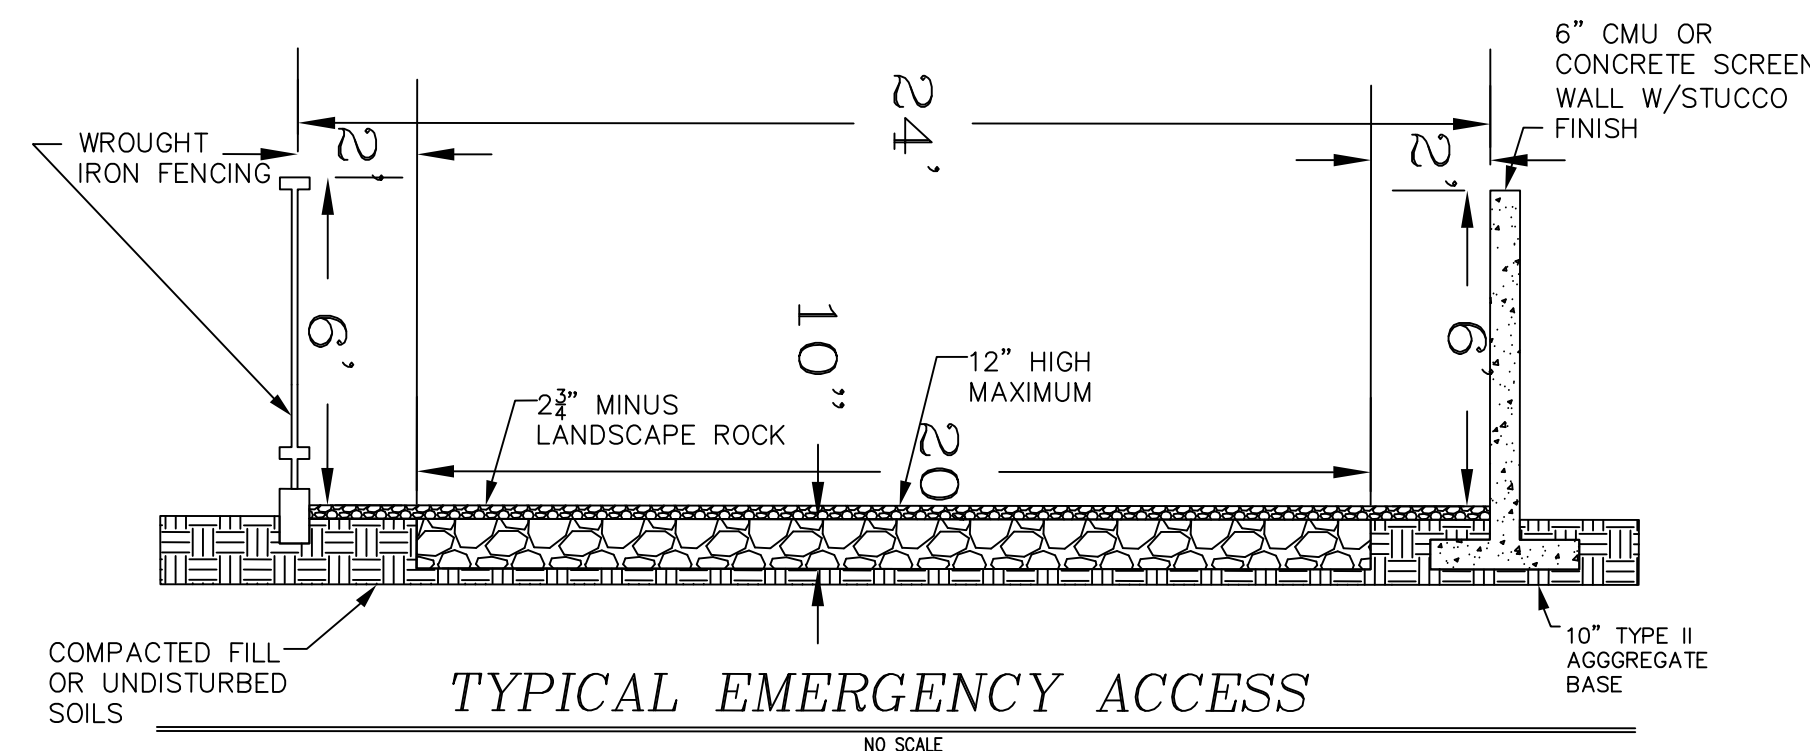 6” CMU OR
CONCRETE SCREEN
WALL W/STUCCO
FINISH
24’
WROUGHT
IRON FENCING
2’
2’
6’
6’
10”
12” HIGH
MAXIMUM
2¾” MINUS
LANDSCAPE ROCK
20
COMPACTED FILL
OR UNDISTURBED
SOILS
10” TYPE II
AGGGREGATE
BASE
TYPICAL EMERGENCY ACCESS
NO SCALE